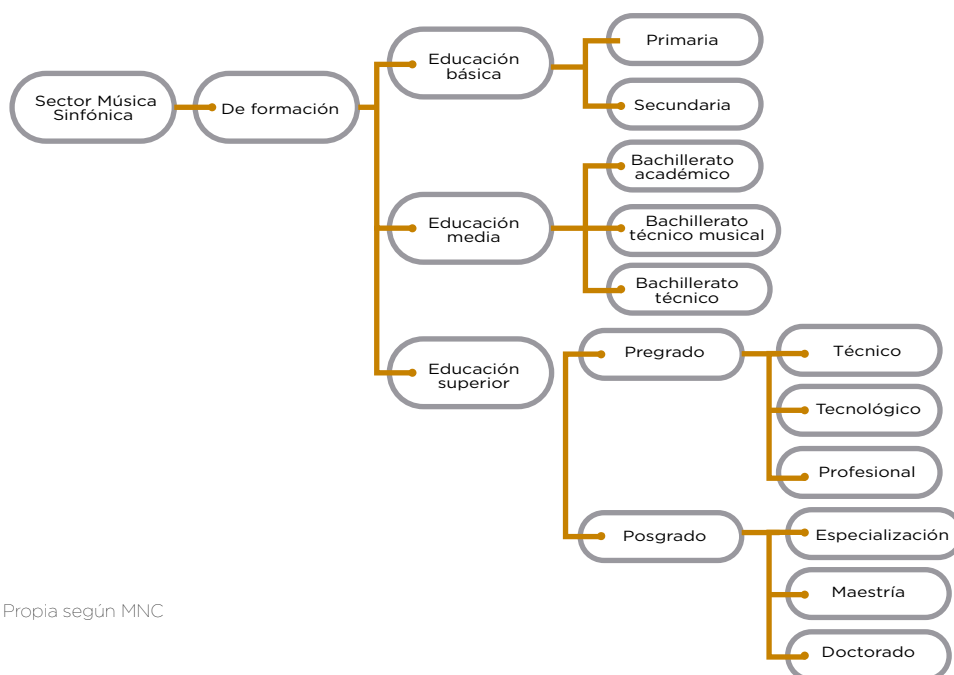 Sector Música
Sinfónica
De formación
Educación
básica
Primaria
Secundaria
Educación
media
Bachillerato
académico
Bachillerato
técnico musical
Bachillerato
técnico
Educación
superior
Pregrado
Técnico
Tecnológico
Profesional
Posgrado
Especialización
Maestría
Doctorado
Propia según MNC